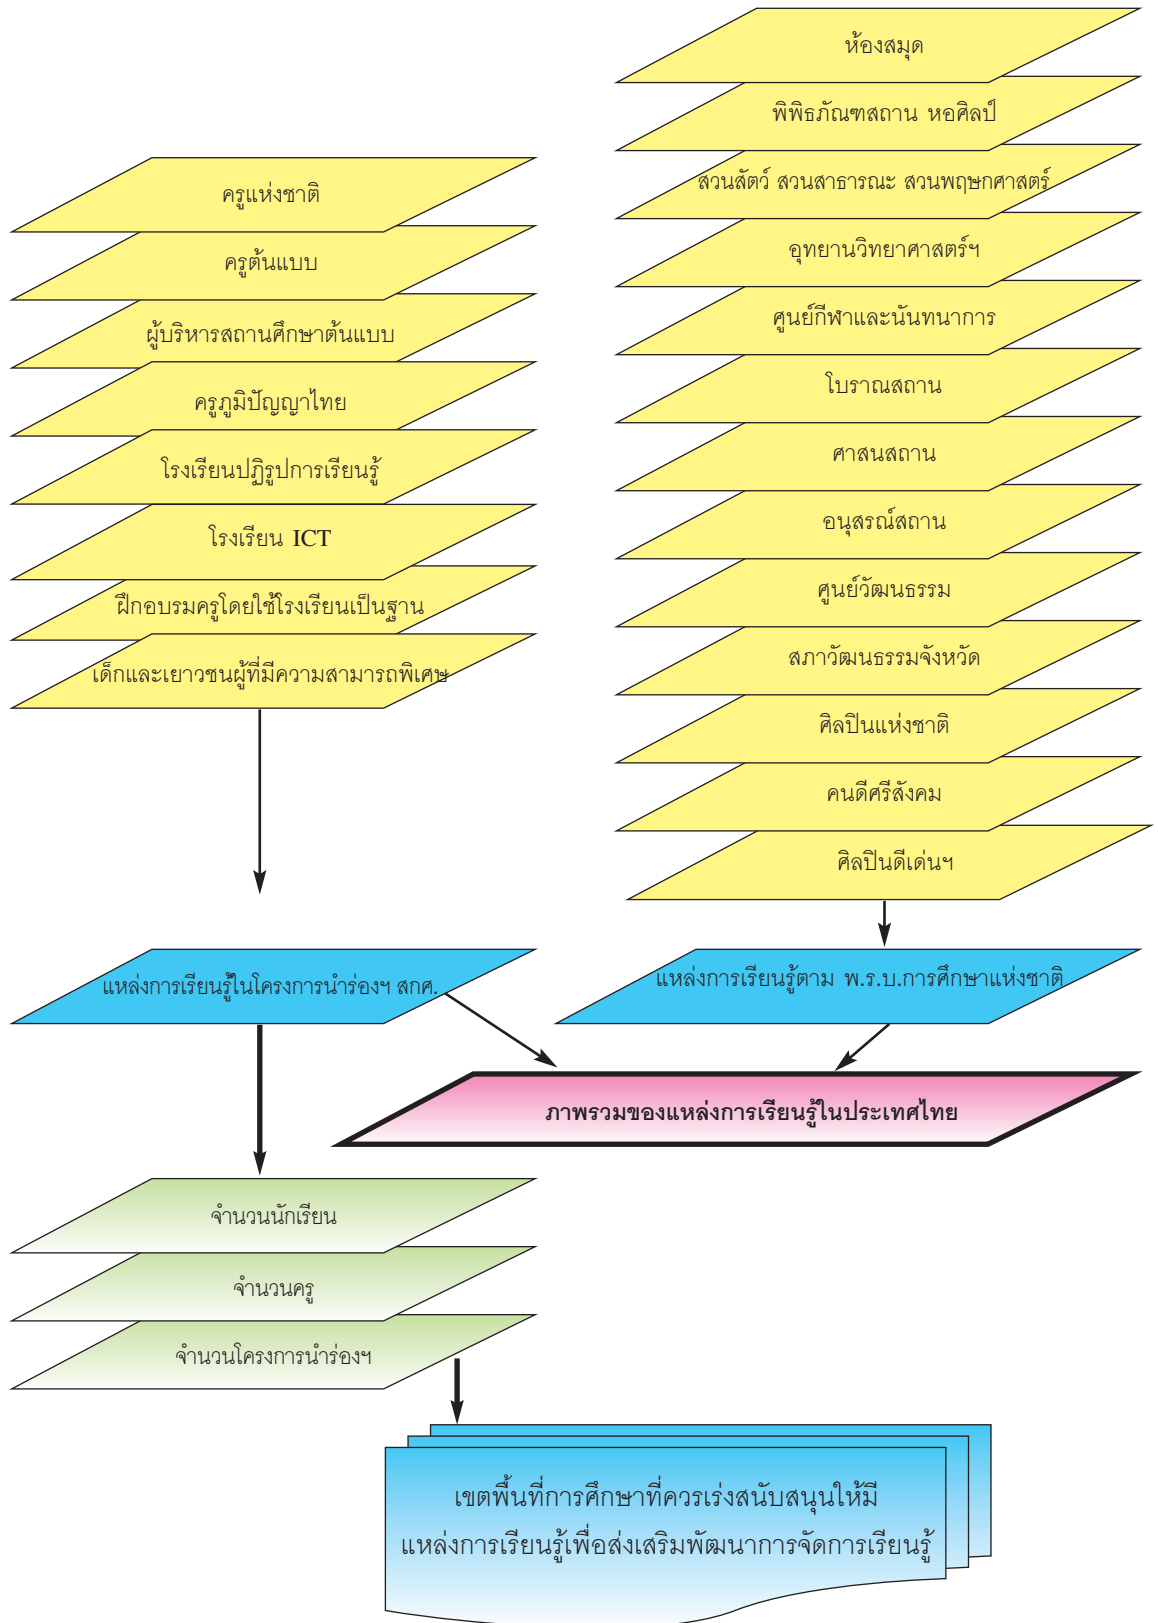 ห้องสมุด
พิพิธภัณฑสถาน หอศิลป์
สวนสัตว์ สวนสาธารณะ สวนพฤษกศาสตร์
อุทยานวิทยาศาสตร์ฯ
ศูนย์กีฬาและนันทนาการ
โบราณสถาน
ศาสนสถาน
อนุสรณ์สถาน
ศูนย์วัฒนธรรม
สภาวัฒนธรรมจังหวัด
ศิลปินแห่งชาติ
คนดีศรีสังคม
ศิลปินดีเด่นฯ
ครูแห่งชาติ
ครูต้นแบบ
ผู้บริหารสถานศึกษาต้นแบบ
ครูภูมิปัญญาไทย
โรงเรียนปฏิรูปการเรียนรู้
โรงเรียน ICT
ฝึกอบรมครูโดยใช้โรงเรียนเป็นฐาน
เด็กและเยาวชนผู้ที่มีความสามารถพิเศษ
แหล่งการเรียนรู้ในโครงการนำร่องฯ สกศ.
แหล่งการเรียนรู้ตาม พ.ร.บ.การศึกษาแห่งชาติ
ภาพรวมของแหล่งการเรียนรู้ในประเทศไทย
จำนวนนักเรียน
จำนวนครู
จำนวนโครงการนำร่องฯ
เขตพื้นที่การศึกษาที่ควรเร่งสนับสนุนให้มี
แหล่งการเรียนรู้เพื่อส่งเสริมพัฒนาการจัดการเรียนรู้